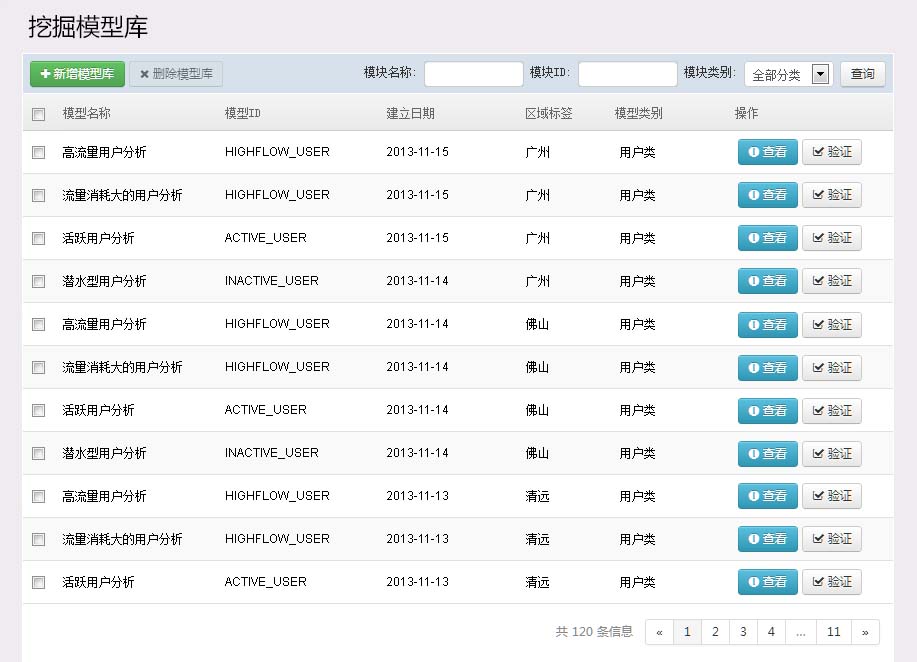 挖掘模型库
新增模型库 删除模型库 模块名称: 模块ID: 模块类别: 全部分类 查询
模型名称 模型ID 建立日期 区域标签 模型类别 操作
高流量用户分析 HIGHFLOW_USER 2013-11-15 广州 用户类 查看 验证
流量消耗大的用户分析 HIGHFLOW_USER 2013-11-15 广州 用户类 查看 验证
活跃用户分析 ACTIVE_USER 2013-11-15 广州 用户类 查看 验证
潜水型用户分析 INACTIVE_USER 2013-11-14 广州 用户类 查看 验证
高流量用户分析 HIGHFLOW_USER 2013-11-14 佛山 用户类 查看 验证
流量消耗大的用户分析 HIGHFLOW_USER 2013-11-14 佛山 用户类 查看 验证
活跃用户分析 ACTIVE_USER 2013-11-14 佛山 用户类 查看 验证
潜水型用户分析 INACTIVE_USER 2013-11-14 佛山 用户类 查看 验证
高流量用户分析 HIGHFLOW_USER 2013-11-13 清远 用户类 查看 验证
流量消耗大的用户分析 HIGHFLOW_USER 2013-11-13 清远 用户类 查看 验证
活跃用户分析 ACTIVE_USER 2013-11-13 清远 用户类 查看 验证
共 120 条信息 « 1 2 3 4 ... 11 »